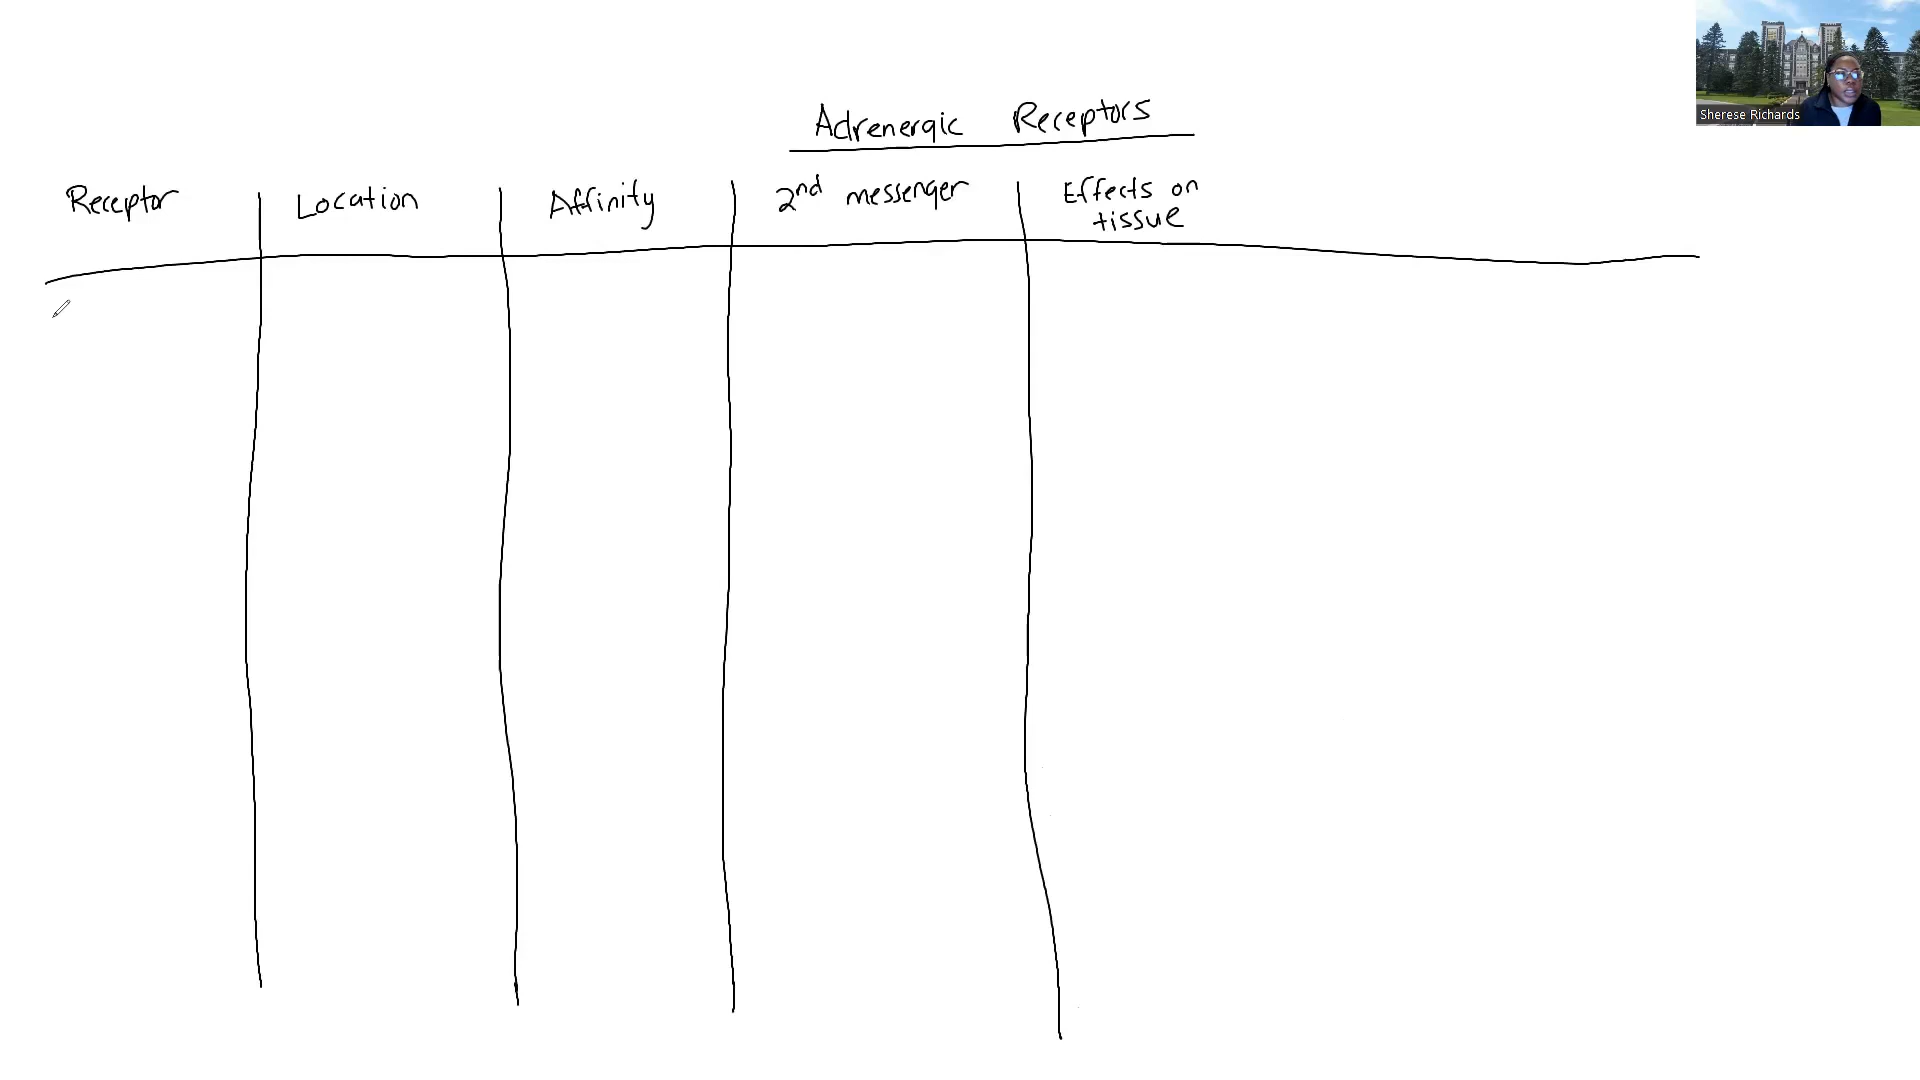 Sherese Richards
Adrenergic Receptors
Receptor
Location
Affinity
2nd messenger
Effects on
tissue